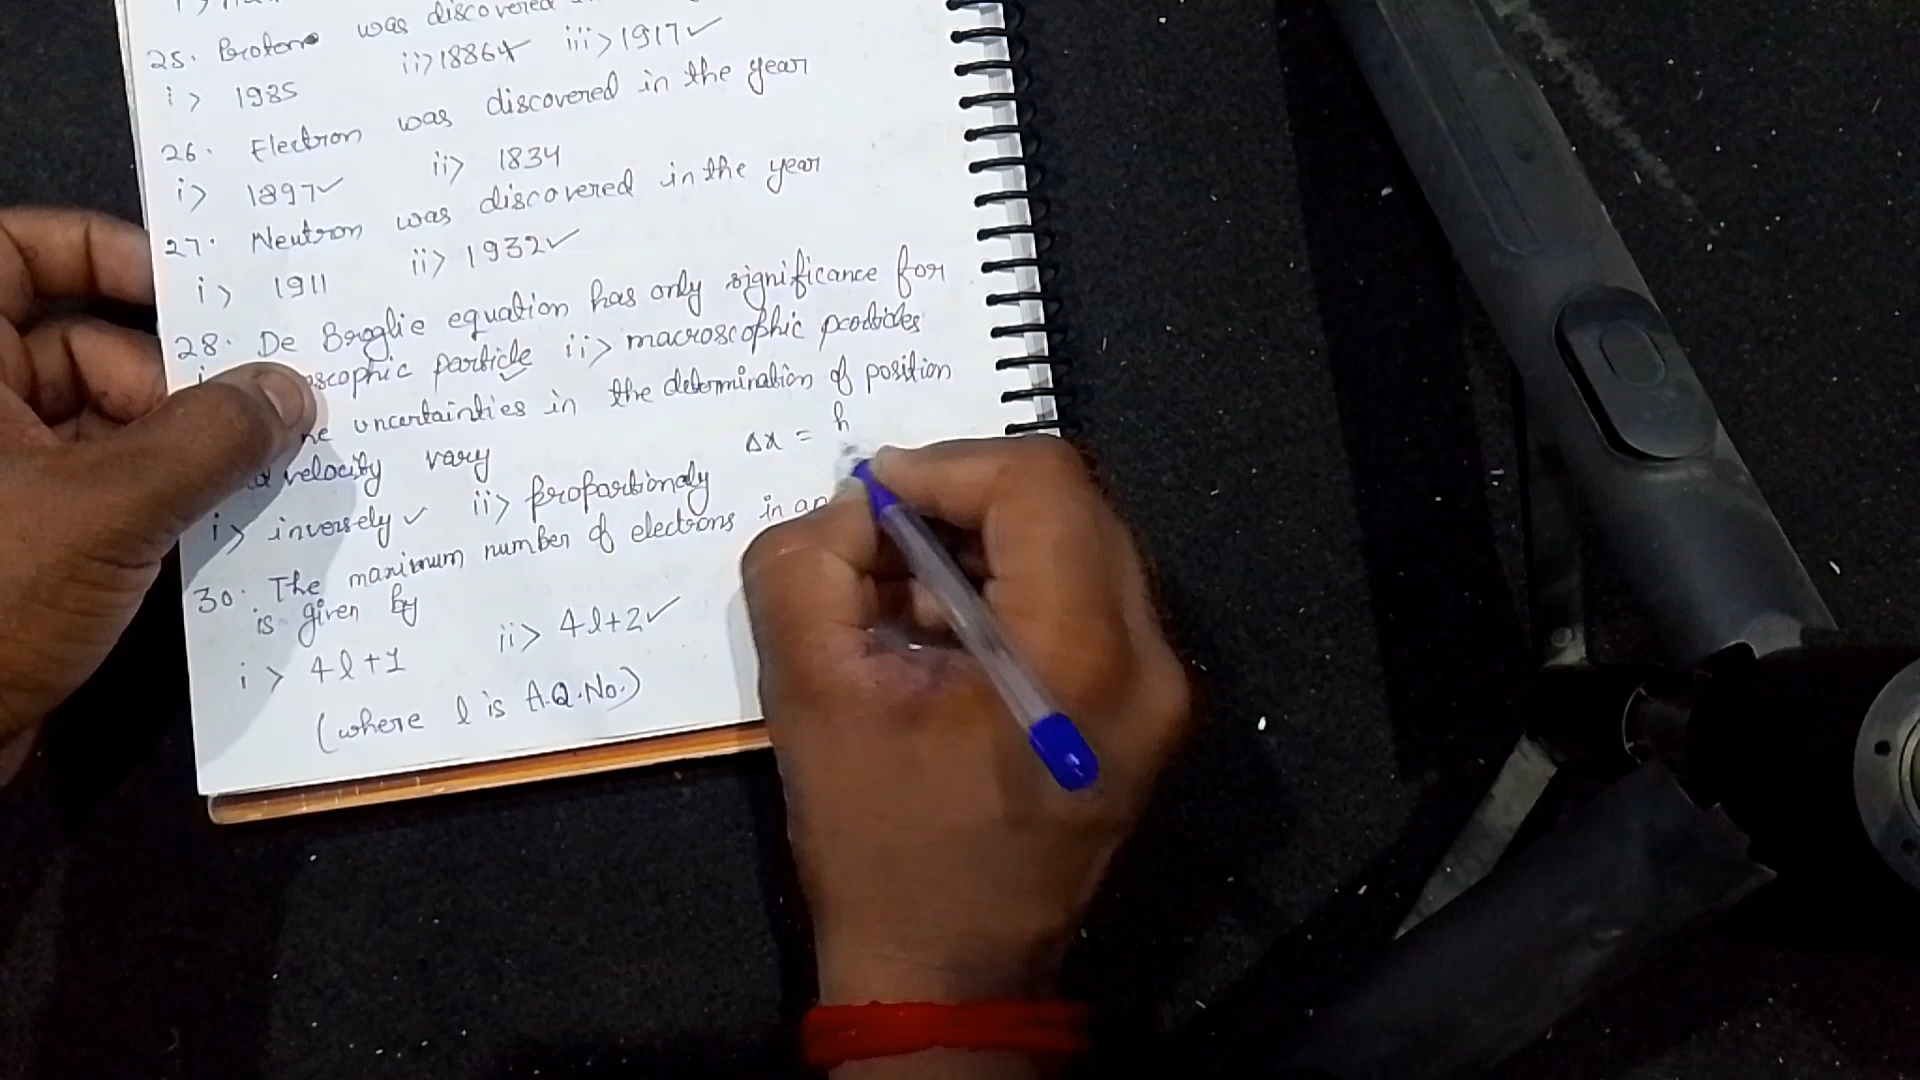 was discovered
25. Proton
i> 1985 ii> 1886 iii> 1917✓
26. Electron was discovered in the year
i> 1897✓ ii> 1834
27. Neutron was discovered in the year
i> 1911 ii> 1932✓
28. De Broglie equation has only significance for
particle ✓ ii> macroscophic particles
uncertainties in the determination of position
velocity vary Δx = h
i> inversely ✓ ii> proportionaly
30. The maximum number of electrons in an
is given by
i> 4l+1 ii> 4l+2✓
(where l is A.Q.No.)